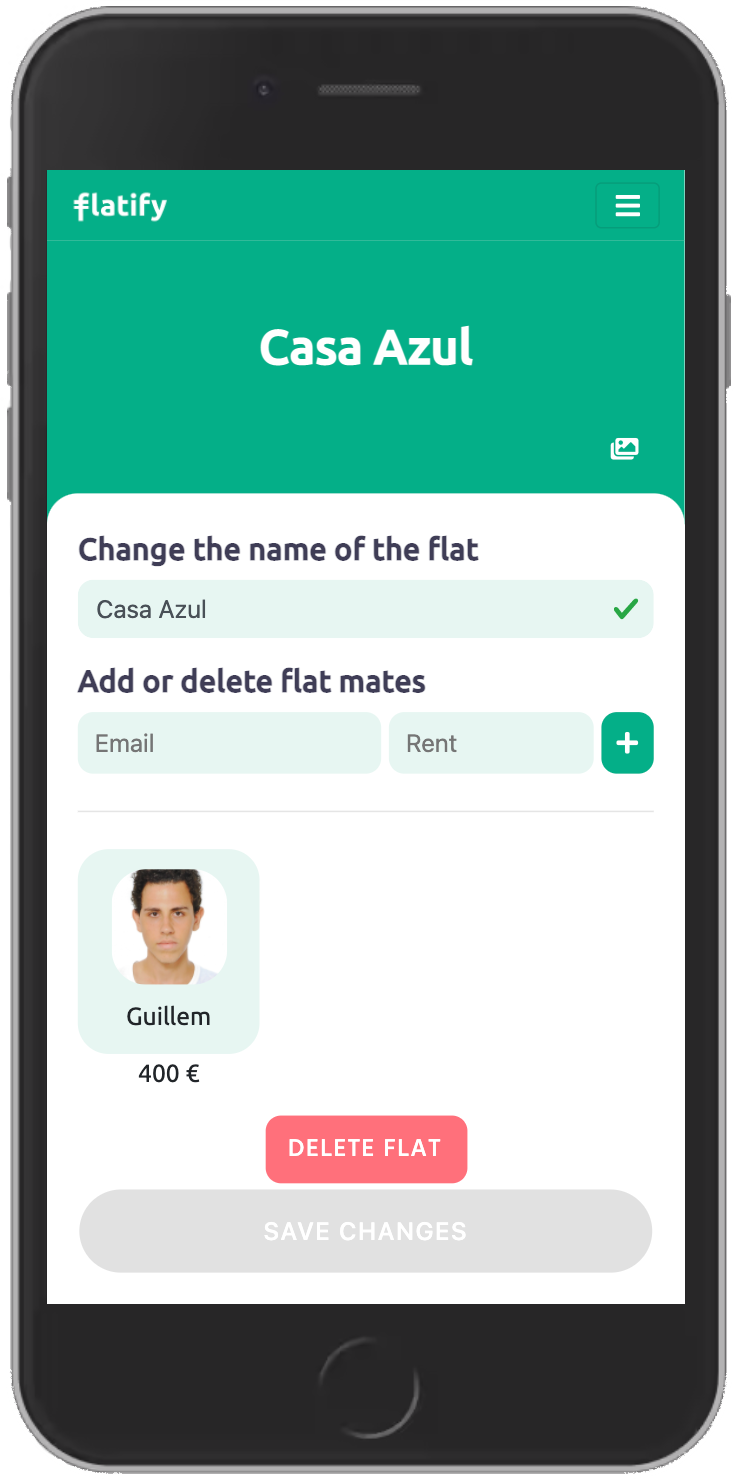 flatify
Casa Azul
Change the name of the flat
Casa Azul
Add or delete flat mates
Email Rent
Guillem
400 €
DELETE FLAT
SAVE CHANGES